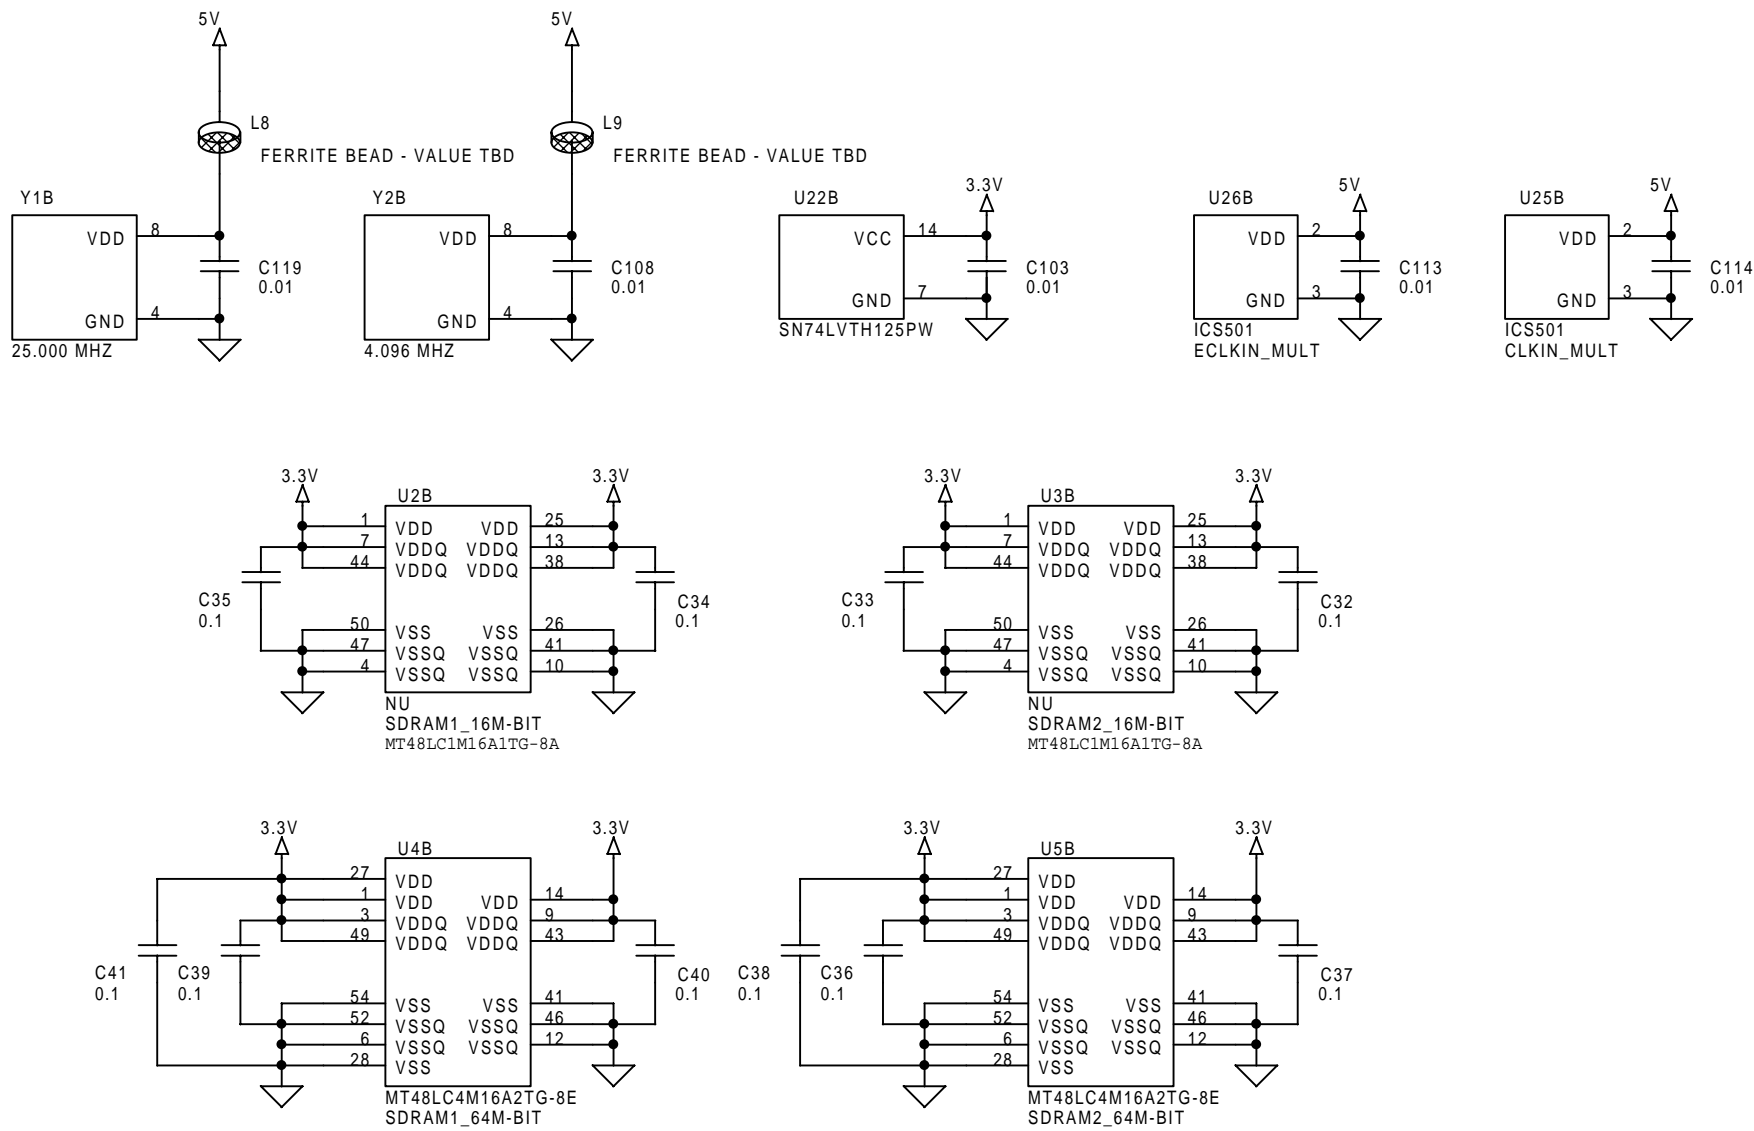 5V
5V
L8
FERRITE BEAD - VALUE TBD
L9
FERRITE BEAD - VALUE TBD
Y1B
VDD
8
GND
4
25.000 MHZ
C119
0.01
Y2B
VDD
8
GND
4
4.096 MHZ
C108
0.01
U22B
3.3V
VCC
14
GND
7
SN74LVTH125PW
C103
0.01
U26B
5V
VDD
2
GND
3
ICS501
ECLKIN_MULT
C113
0.01
U25B
5V
VDD
2
GND
3
ICS501
CLKIN_MULT
C114
0.01
3.3V
U2B
3.3V
1 VDD VDD 25
7 VDDQ VDDQ 13
44 VDDQ VDDQ 38
C35
0.1
C34
0.1
50 VSS VSS 26
47 VSSQ VSSQ 41
4 VSSQ VSSQ 10
NU
SDRAM1_16M-BIT
MT48LC1M16A1TG-8A
3.3V
U3B
3.3V
1 VDD VDD 25
7 VDDQ VDDQ 13
44 VDDQ VDDQ 38
C33
0.1
C32
0.1
50 VSS VSS 26
47 VSSQ VSSQ 41
4 VSSQ VSSQ 10
NU
SDRAM2_16M-BIT
MT48LC1M16A1TG-8A
3.3V
U4B
3.3V
27 VDD
1 VDD VDD 14
3 VDDQ VDDQ 9
49 VDDQ VDDQ 43
C41
0.1
C39
0.1
C40
0.1
54 VSS VSS 41
52 VSSQ VSSQ 46
6 VSSQ VSSQ 12
28 VSS
MT48LC4M16A2TG-8E
SDRAM1_64M-BIT
3.3V
U5B
3.3V
27 VDD
1 VDD VDD 14
3 VDDQ VDDQ 9
49 VDDQ VDDQ 43
C38
0.1
C36
0.1
C37
0.1
54 VSS VSS 41
52 VSSQ VSSQ 46
6 VSSQ VSSQ 12
28 VSS
MT48LC4M16A2TG-8E
SDRAM2_64M-BIT